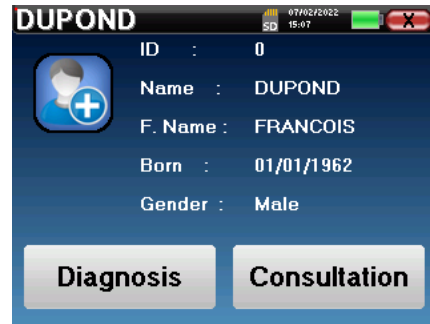 DUPOND
SD 07/02/2022
15:07
X
ID : 0
Name : DUPOND
F. Name : FRANCOIS
Born : 01/01/1962
Gender : Male
Diagnosis Consultation